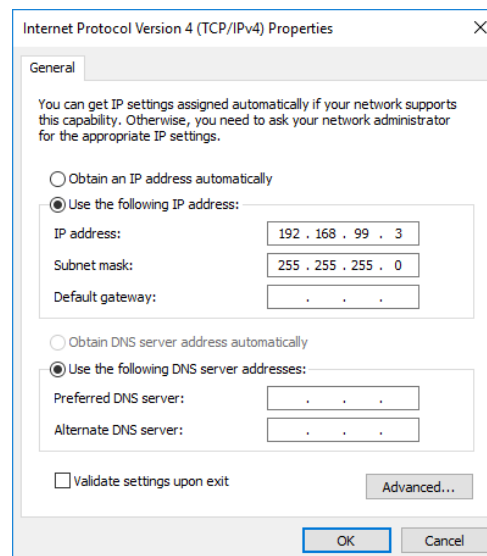 Internet Protocol Version 4 (TCP/IPv4) Properties
General
You can get IP settings assigned automatically if your network supports
this capability. Otherwise, you need to ask your network administrator
for the appropriate IP settings.
Obtain an IP address automatically
Use the following IP address:
IP address: 192 . 168 . 99 . 3
Subnet mask: 255 . 255 . 255 . 0
Default gateway: . . .
Obtain DNS server address automatically
Use the following DNS server addresses:
Preferred DNS server: . . .
Alternate DNS server: . . .
Validate settings upon exit
Advanced...
OK Cancel